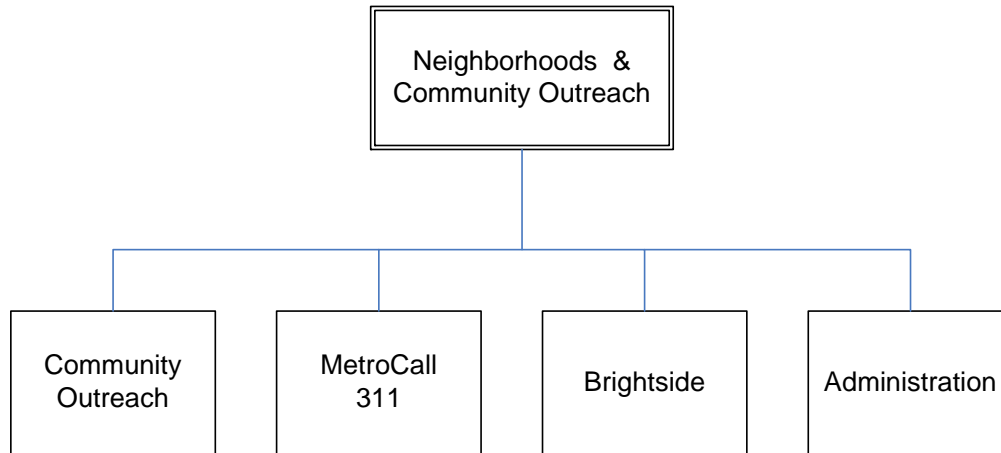 Neighborhoods &
Community Outreach
Community
Outreach
MetroCall
311
Brightside
Administration